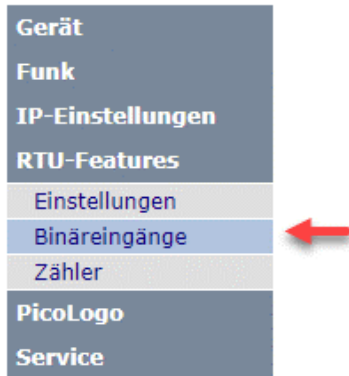 Gerät
Funk
IP-Einstellungen
RTU-Features
Einstellungen
Binäreingänge
Zähler
PicoLogo
Service